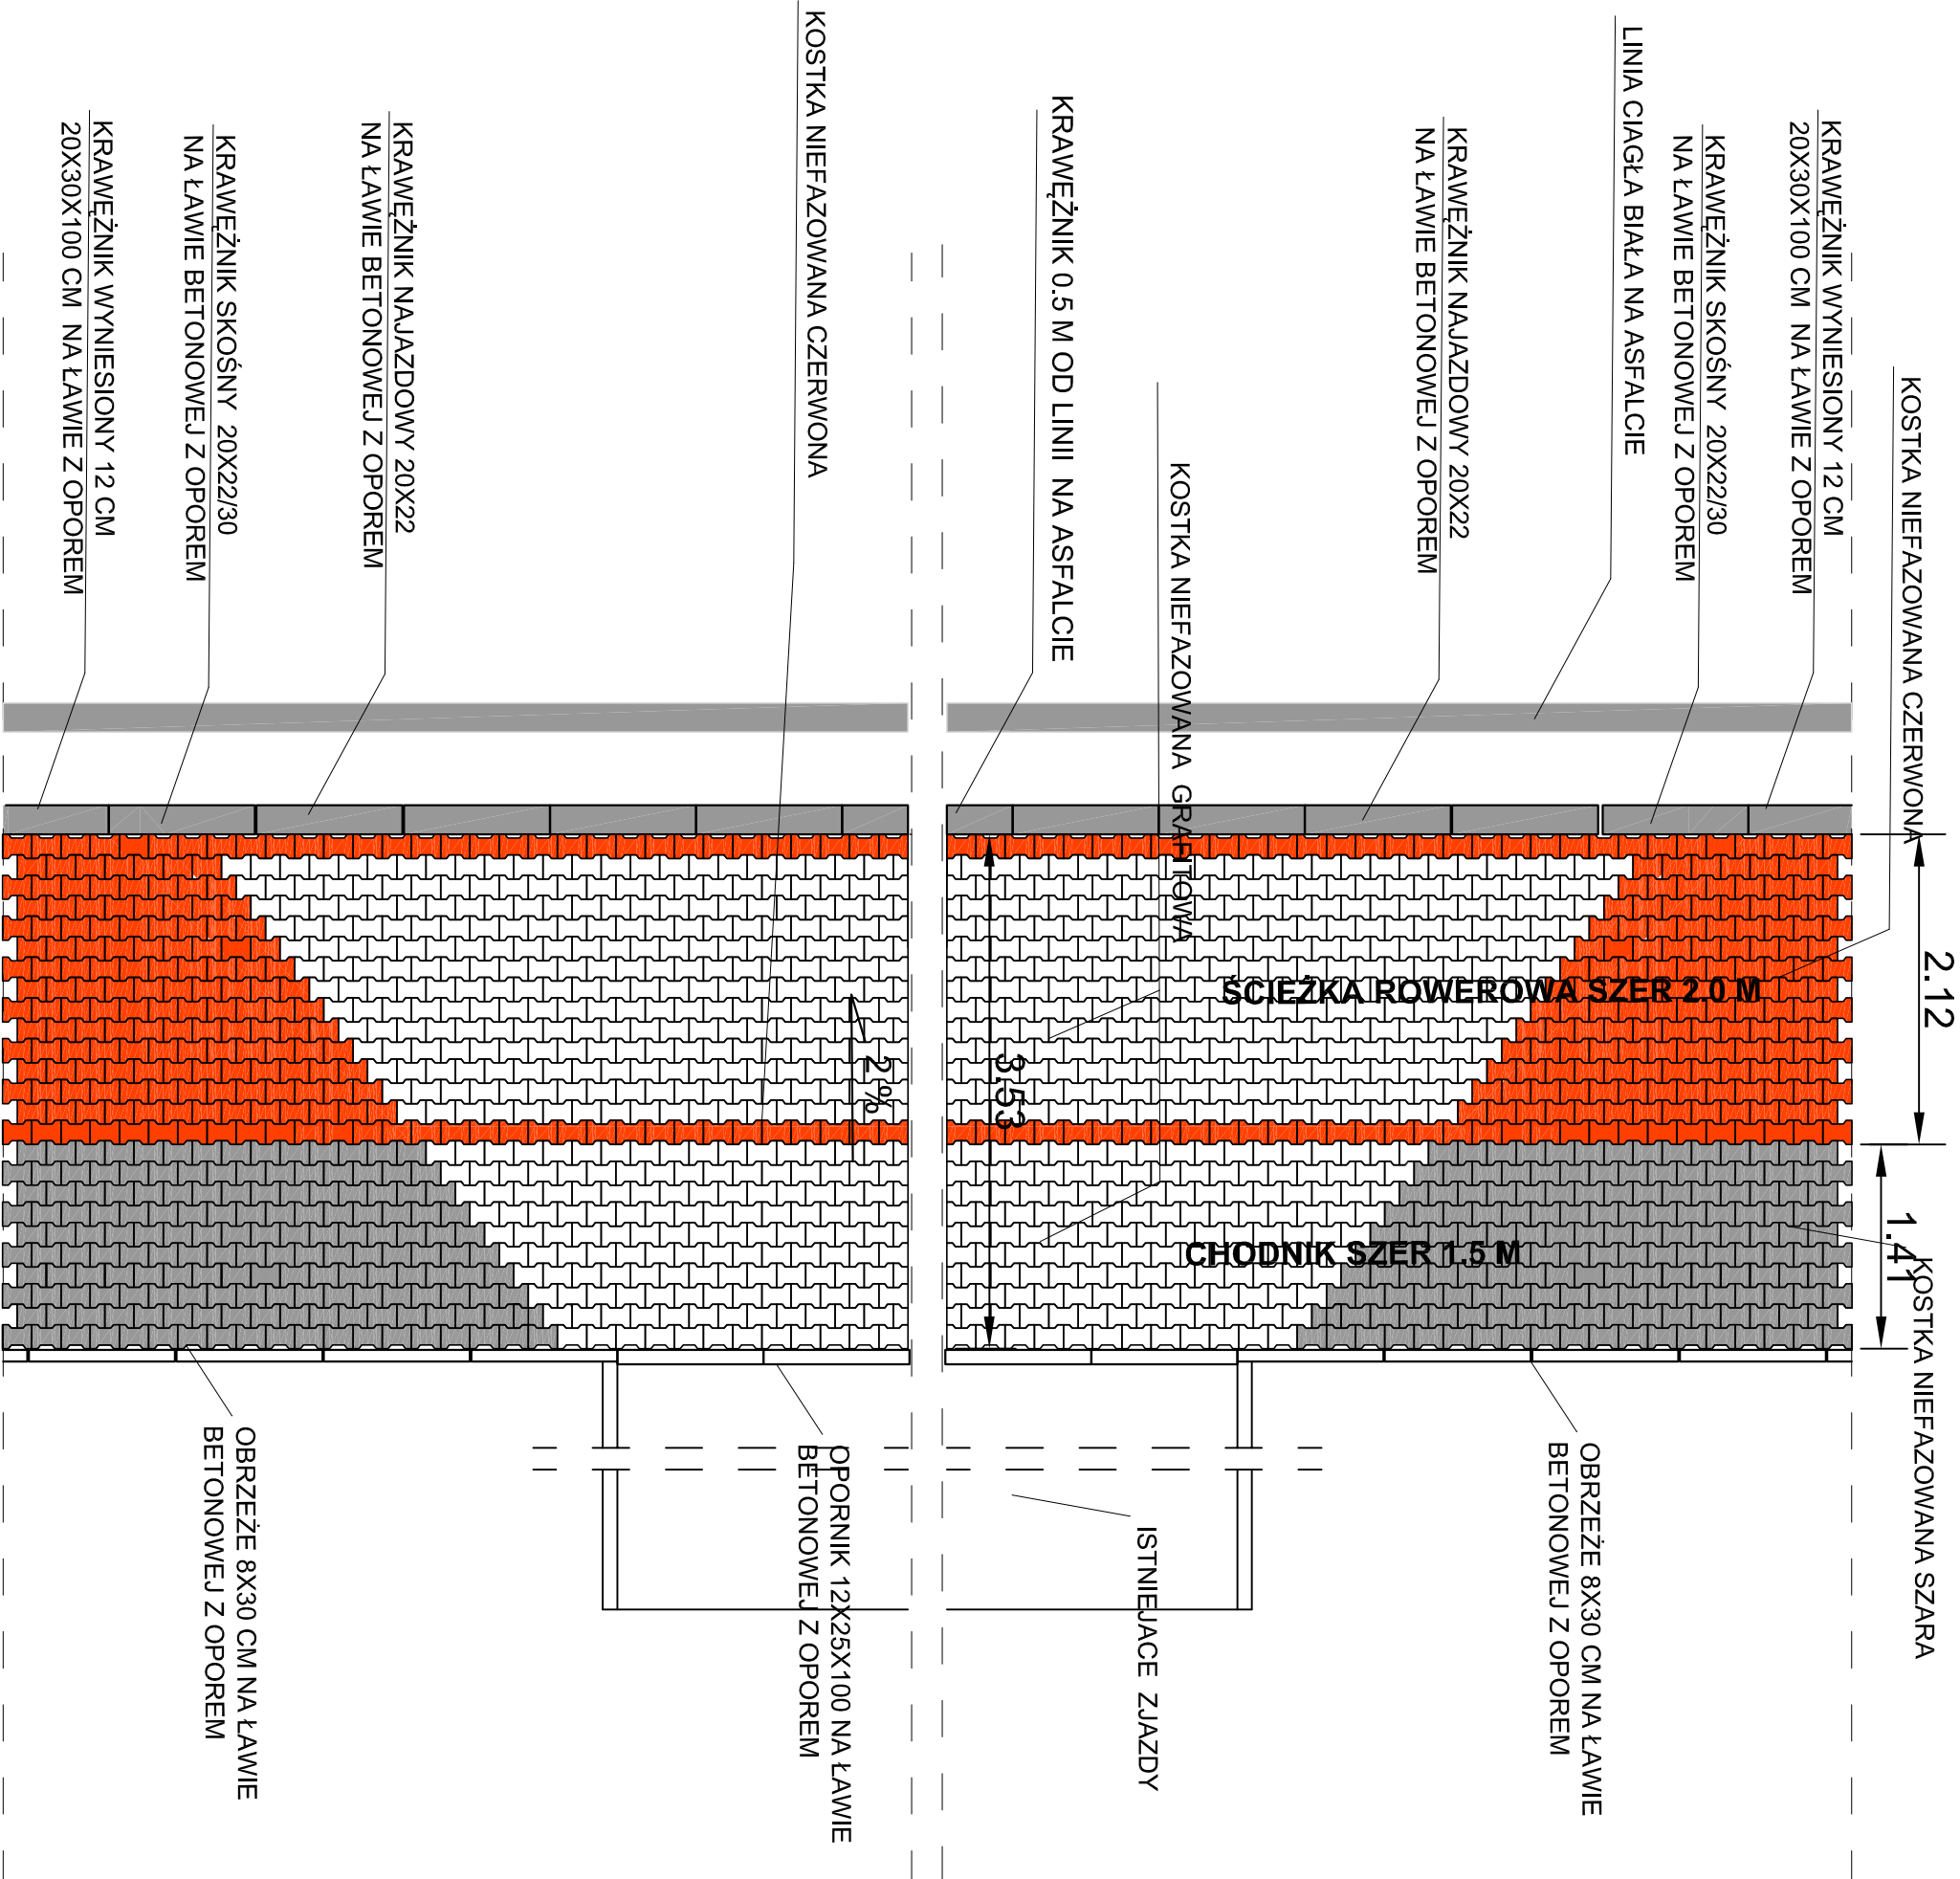 KOSTKA NIEFAZOWANA CZERWONA
KRAWĘŻNIK WYNIESIONY 12 CM
20X30X100 CM  NA ŁAWIE Z OPOREM
KRAWĘŻNIK SKOŚNY  20X22/30
NA ŁAWIE BETONOWEJ Z OPOREM
LINIA CIAGŁA BIAŁA NA ASFALCIE
KRAWĘŻNIK NAJAZDOWY 20X22
NA ŁAWIE BETONOWEJ Z OPOREM
KOSTKA NIEFAZOWANA  GRAFITOWA
KRAWĘŻNIK 0.5 M OD LINII  NA ASFALCIE
KOSTKA NIEFAZOWANA CZERWONA
KRAWĘŻNIK NAJAZDOWY 20X22
NA ŁAWIE BETONOWEJ Z OPOREM
KRAWĘŻNIK SKOŚNY  20X22/30
NA ŁAWIE BETONOWEJ Z OPOREM
KRAWĘŻNIK WYNIESIONY 12 CM
20X30X100 CM  NA ŁAWIE Z OPOREM
2.12
ŚCIEŻKA ROWEROWA SZER 2.0 M
3.53
2 %
1.41
CHODNIK SZER 1.5 M
KOSTKA NIEFAZOWANA SZARA
OBRZEŻE 8X30 CM NA ŁAWIE
BETONOWEJ Z OPOREM
ISTNIEJACE  ZJAZDY
OPORNIK 12X25X100 NA ŁAWIE
BETONOWEJ Z OPOREM
OBRZEŻE 8X30 CM NA ŁAWIE
BETONOWEJ Z OPOREM